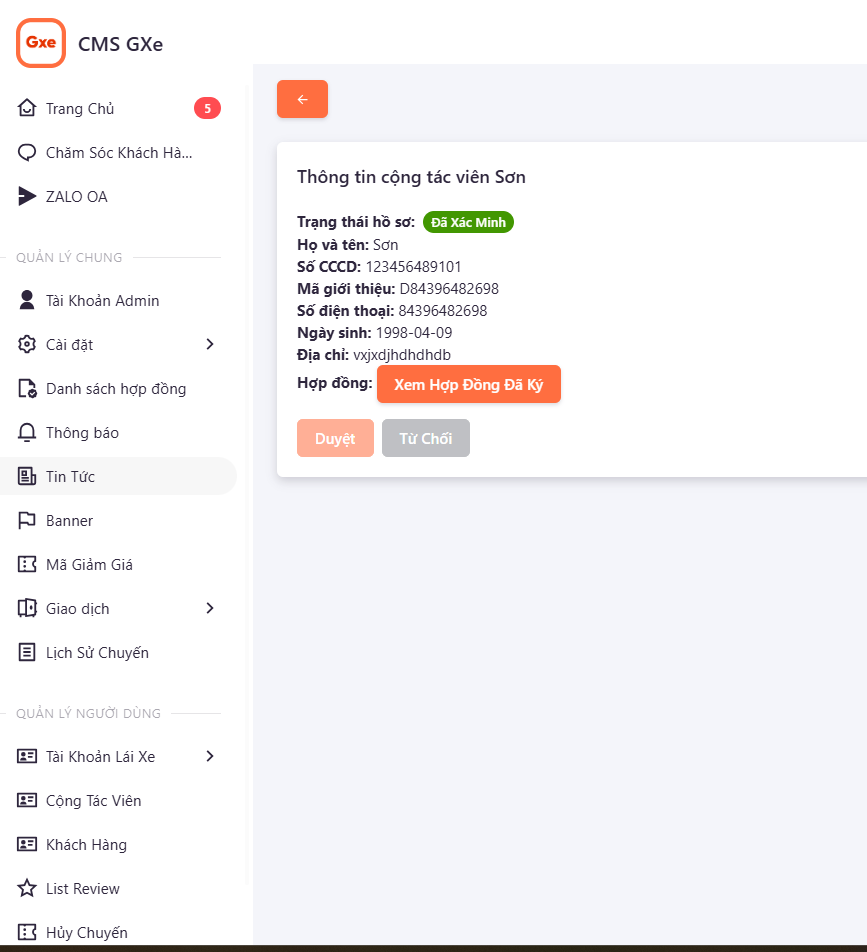 Gxe
CMS GXe
Trang Chủ
5
Chăm Sóc Khách Hà...
ZALO OA
QUẢN LÝ CHUNG
Tài Khoản Admin
Cài đặt
Danh sách hợp đồng
Thông báo
Tin Tức
Banner
Mã Giảm Giá
Giao dịch
Lịch Sử Chuyến
QUẢN LÝ NGƯỜI DÙNG
Tài Khoản Lái Xe
Cộng Tác Viên
Khách Hàng
List Review
Hủy Chuyến
Thông tin cộng tác viên Sơn
Trạng thái hồ sơ: Đã Xác Minh
Họ và tên: Sơn
Số CCCD: 123456489101
Mã giới thiệu: D84396482698
Số điện thoại: 84396482698
Ngày sinh: 1998-04-09
Địa chỉ: vxjxdjhdhdhdb
Hợp đồng: Xem Hợp Đồng Đã Ký
Duyệt
Từ Chối